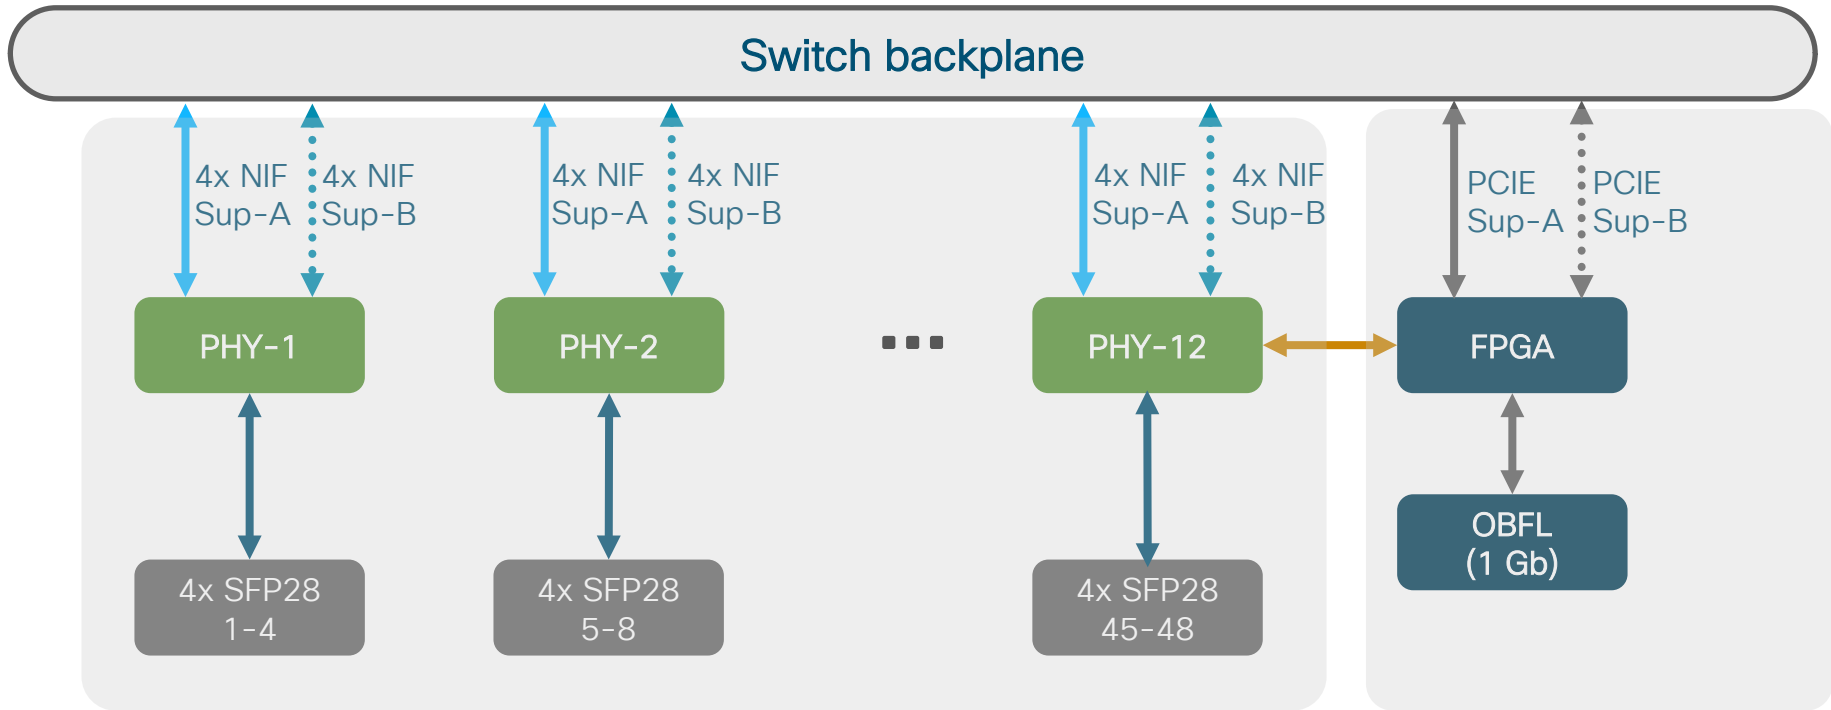 Switch backplane
4x NIF
Sup-A
4x NIF
Sup-B
4x NIF
Sup-A
4x NIF
Sup-B
4x NIF
Sup-A
4x NIF
Sup-B
PCIE
Sup-A
PCIE
Sup-B
PHY-1
PHY-2
PHY-12
FPGA
OBFL
(1 Gb)
4x SFP28
1-4
4x SFP28
5-8
4x SFP28
45-48